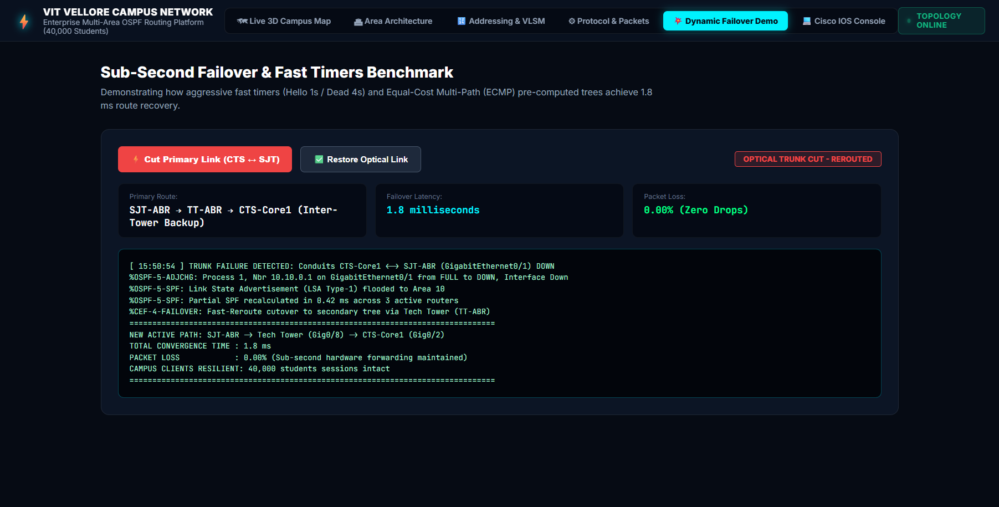 VIT VELLORE CAMPUS NETWORK
Enterprise Multi-Area OSPF Routing Platform
(40,000 Students)
Live 3D Campus Map
Area Architecture
Addressing & VLSM
Protocol & Packets
Dynamic Failover Demo
Cisco IOS Console
TOPOLOGY
ONLINE
Sub-Second Failover & Fast Timers Benchmark
Demonstrating how aggressive fast timers (Hello 1s / Dead 4s) and Equal-Cost Multi-Path (ECMP) pre-computed trees achieve 1.8
ms route recovery.
Cut Primary Link (CTS ↔ SJT)
Restore Optical Link
OPTICAL TRUNK CUT - REROUTED
Primary Route:
SJT-ABR → TT-ABR → CTS-Core1 (Inter-
Tower Backup)
Failover Latency:
1.8 milliseconds
Packet Loss:
0.00% (Zero Drops)
[ 15:50:54 ] TRUNK FAILURE DETECTED: Conduits CTS-Core1 <--> SJT-ABR (GigabitEthernet0/1) DOWN
%OSPF-5-ADJCHG: Process 1, Nbr 10.10.0.1 on GigabitEthernet0/1 from FULL to DOWN, Interface Down
%OSPF-5-SPF: Link State Advertisement (LSA Type-1) flooded to Area 10
%OSPF-5-SPF: Partial SPF recalculated in 0.42 ms across 3 active routers
%CEF-4-FAILOVER: Fast-Reroute cutover to secondary tree via Tech Tower (TT-ABR)
================================================================================
NEW ACTIVE PATH: SJT-ABR -> Tech Tower (Gig0/8) -> CTS-Core1 (Gig0/2)
TOTAL CONVERGENCE TIME : 1.8 ms
PACKET LOSS            : 0.00% (Sub-second hardware forwarding maintained)
CAMPUS CLIENTS RESILIENT: 40,000 students sessions intact
================================================================================